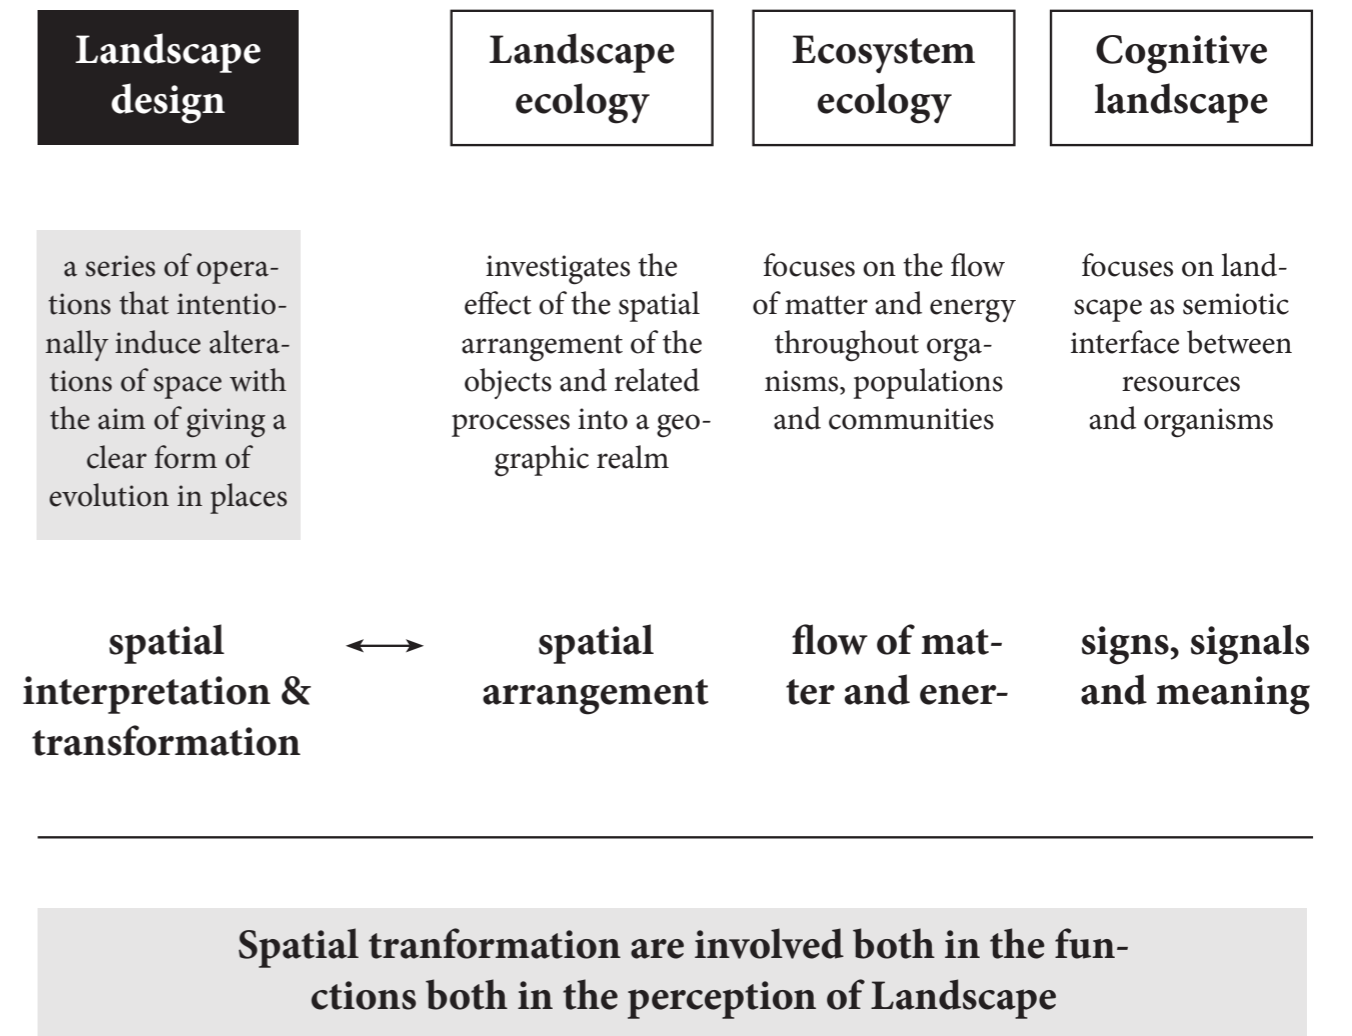 Landscape
design
Landscape
ecology
Ecosystem
ecology
Cognitive
landscape
a series of opera-
tions that intentio-
nally induce altera-
tions of space with
the aim of giving a
clear form of
evolution in places
investigates the
effect of the spatial
arrangement of the
objects and related
processes into a geo-
graphic realm
focuses on the flow
of matter and energy
throughout orga-
nisms, populations
and communities
focuses on land-
scape as semiotic
interface between
resources
and organisms
spatial
interpretation &
transformation
spatial
arrangement
flow of mat-
ter and ener-
signs, signals
and meaning
Spatial tranformation are involved both in the fun-
ctions both in the perception of Landscape